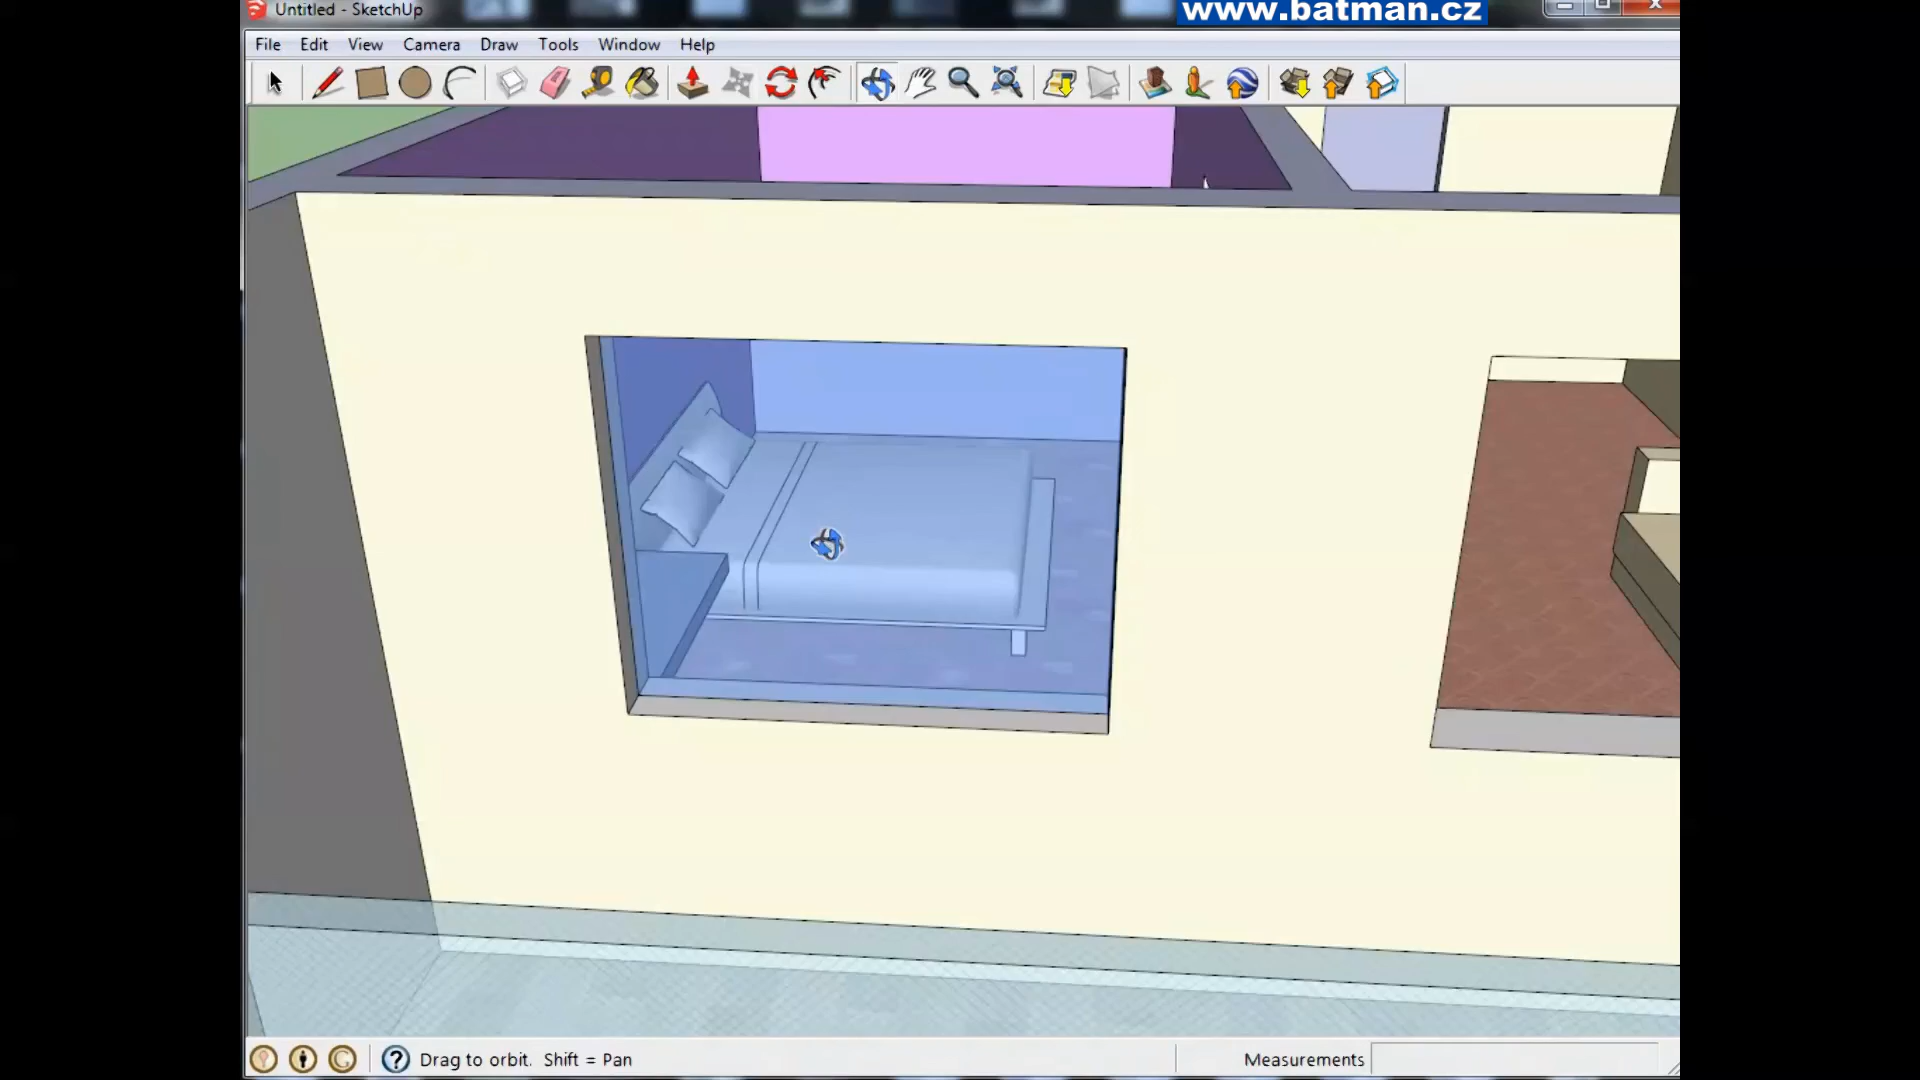 Untitled - SketchUp
www.batman.cz
File Edit View Camera Draw Tools Window Help
Drag to orbit. Shift = Pan
Measurements